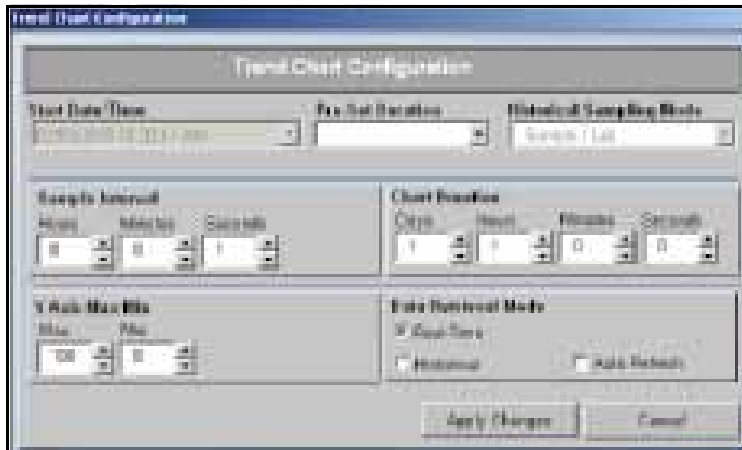 Trend Chart Configuration
Trend Chart Configuration
Start Date/Time Pre-Set Duration Historical Sampling Mode
Sample Interval Chart Duration
Hours Minutes Seconds Days Hours Minutes Seconds
0 0 1 1 1 0 0
Y Axis Max Min Data Retrieval Mode
Max Min Real-Time
100 0 Historical Auto Refresh
Apply Changes Cancel